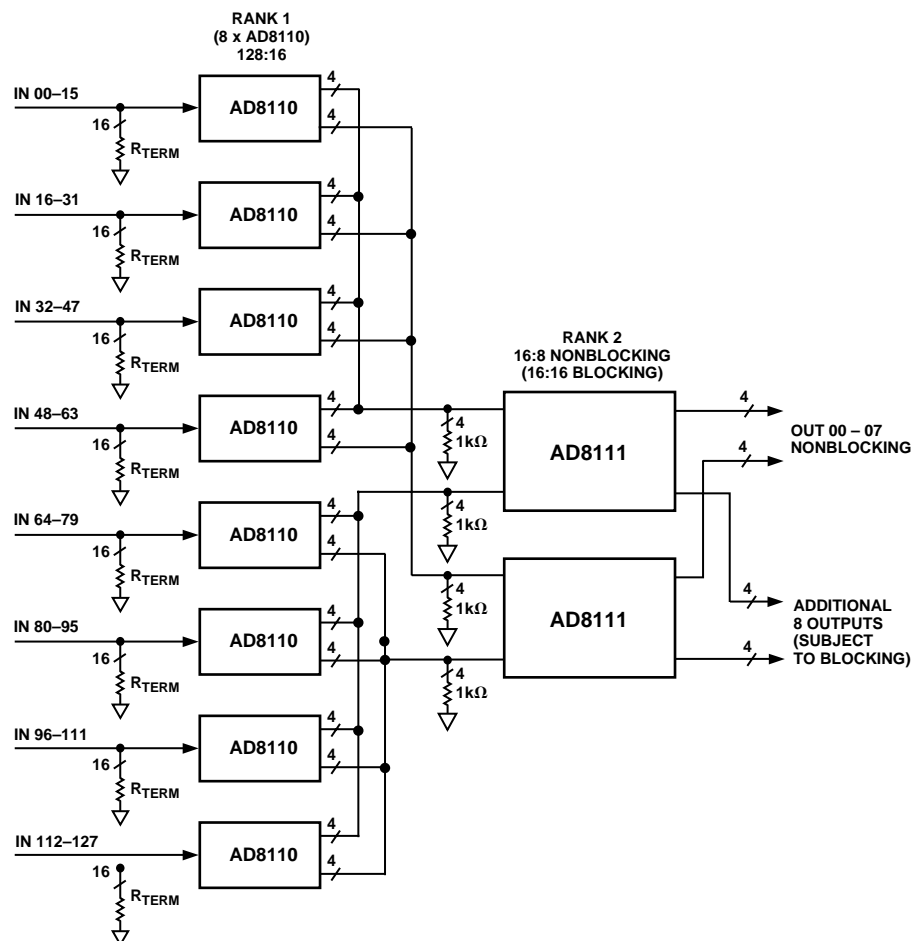 RANK 1
(8 x AD8110)
128:16
IN 00–15
16
RTERM
AD8110
4
4
IN 16–31
16
RTERM
AD8110
4
4
IN 32–47
16
RTERM
AD8110
4
4
IN 48–63
16
RTERM
AD8110
4
4
IN 64–79
16
RTERM
AD8110
4
4
IN 80–95
16
RTERM
AD8110
4
4
IN 96–111
16
RTERM
AD8110
4
4
IN 112–127
16
RTERM
AD8110
4
4
RANK 2
16:8 NONBLOCKING
(16:16 BLOCKING)
4
1kΩ
4
1kΩ
AD8111
4
1kΩ
4
1kΩ
AD8111
4
4
OUT 00 – 07
NONBLOCKING
4
4
ADDITIONAL
8 OUTPUTS
(SUBJECT
TO BLOCKING)